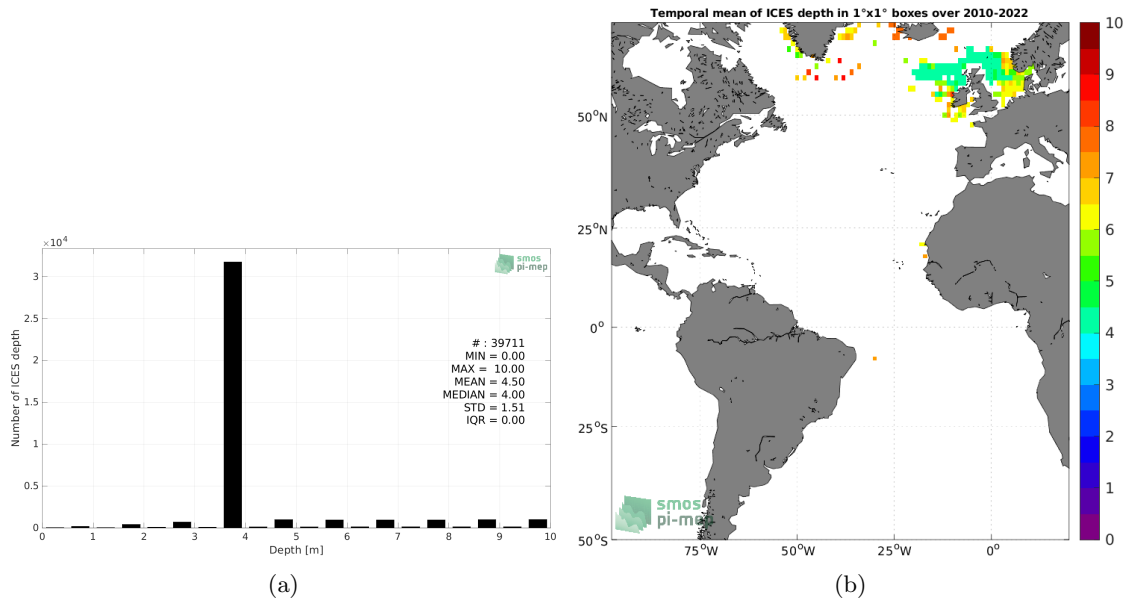 ×10⁴
3
2.5
2
1.5
1
0.5
0
0 1 2 3 4 5 6 7 8 9 10
Number of ICES depth
Depth [m]
smos
pi-mep
# : 39711
MIN = 0.00
MAX = 10.00
MEAN = 4.50
MEDIAN = 4.00
STD = 1.51
IQR = 0.00
(a)
Temporal mean of ICES depth in 1°x1° boxes over 2010-2022
50°N
25°N
0°
25°S
50°S
75°W 50°W 25°W 0°
smos
pi-mep
10
9
8
7
6
5
4
3
2
1
0
(b)